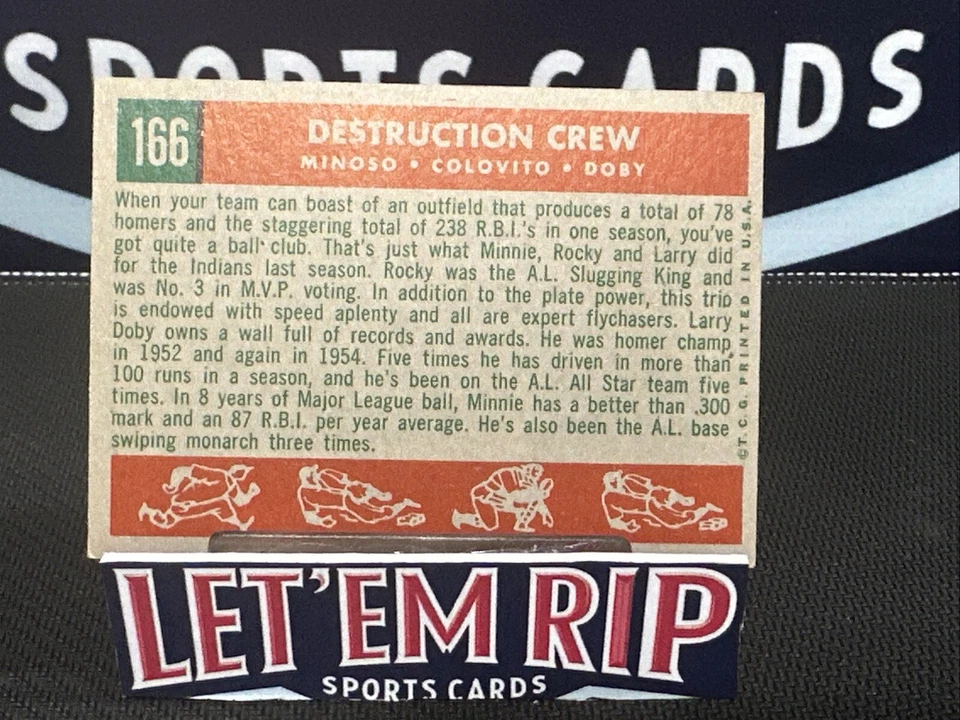 SPORTS CARDS
166
DESTRUCTION CREW
MINOSO • COLOVITO • DOBY
When your team can boast of an outfield that produces a total of 78
homers and the staggering total of 238 R.B.I.'s in one season, you've
got quite a ball club. That's just what Minnie, Rocky and Larry did
for the Indians last season. Rocky was the A.L. Slugging King and
was No. 3 in M.V.P. voting. In addition to the plate power, this trio
is endowed with speed aplenty and all are expert flychasers. Larry
Doby owns a wall full of records and awards. He was homer champ
in 1952 and again in 1954. Five times he has driven in more than
100 runs in a season, and he's been on the A.L. All Star team five
times. In 8 years of Major League ball, Minnie has a better than .300
mark and an 87 R.B.I. per year average. He's also been the A.L. base
swiping monarch three times.
©T.C.G. PRINTED IN U.S.A.
LET'EM RIP
SPORTS CARDS